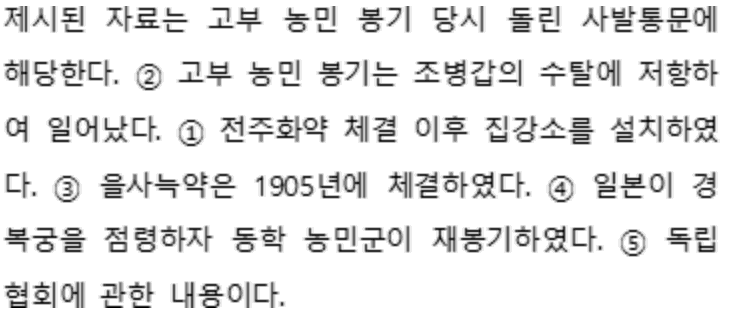 제시된 자료는 고부 농민 봉기 당시 돌린 사발통문에
해당한다. ② 고부 농민 봉기는 조병갑의 수탈에 저항하
여 일어났다. ① 전주화약 체결 이후 집강소를 설치하였
다. ③ 을사늑약은 1905년에 체결하였다. ④ 일본이 경
복궁을 점령하자 동학 농민군이 재봉기하였다. ⑤ 독립
협회에 관한 내용이다.